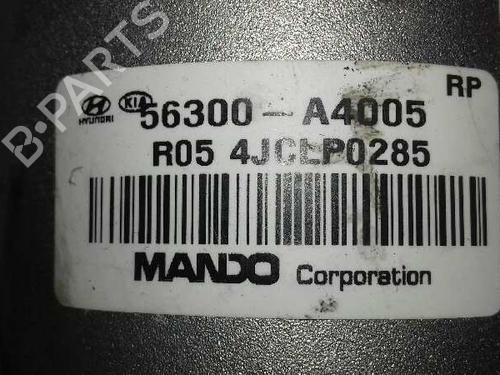 RP
HYUNDAI KIA 56300-A4005
R05 4JCLP0285
MANDO Corporation
B-PARTS